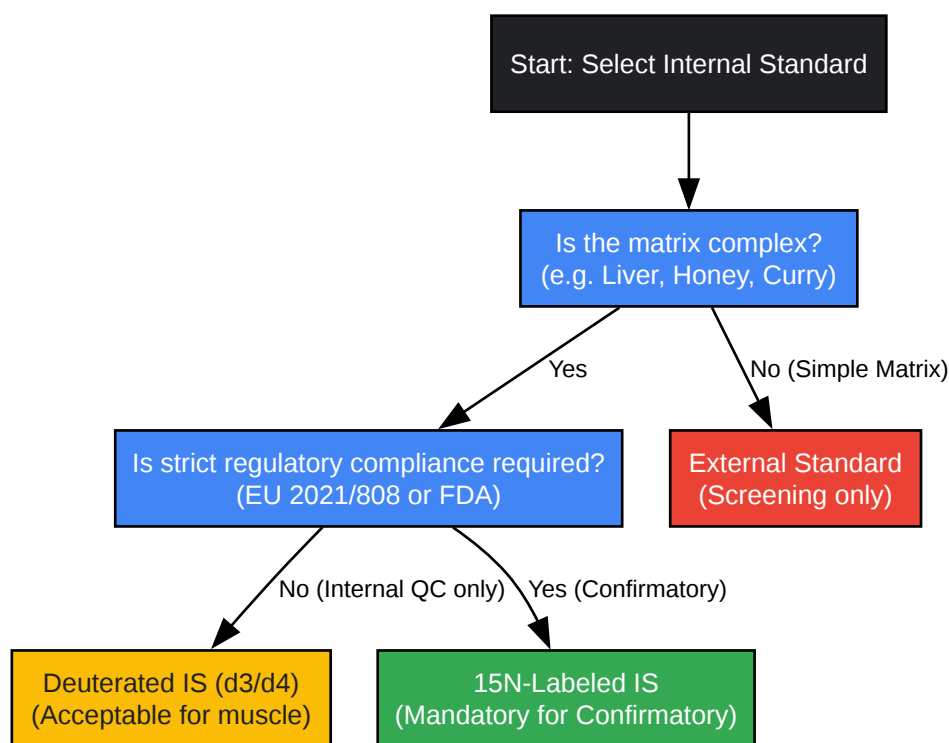 Start: Select Internal Standard
Is the matrix complex?
(e.g. Liver, Honey, Curry)
Yes
No (Simple Matrix)
Is strict regulatory compliance required?
(EU 2021/808 or FDA)
External Standard
(Screening only)
No (Internal QC only)
Yes (Confirmatory)
Deuterated IS (d3/d4)
(Acceptable for muscle)
15N-Labeled IS
(Mandatory for Confirmatory)